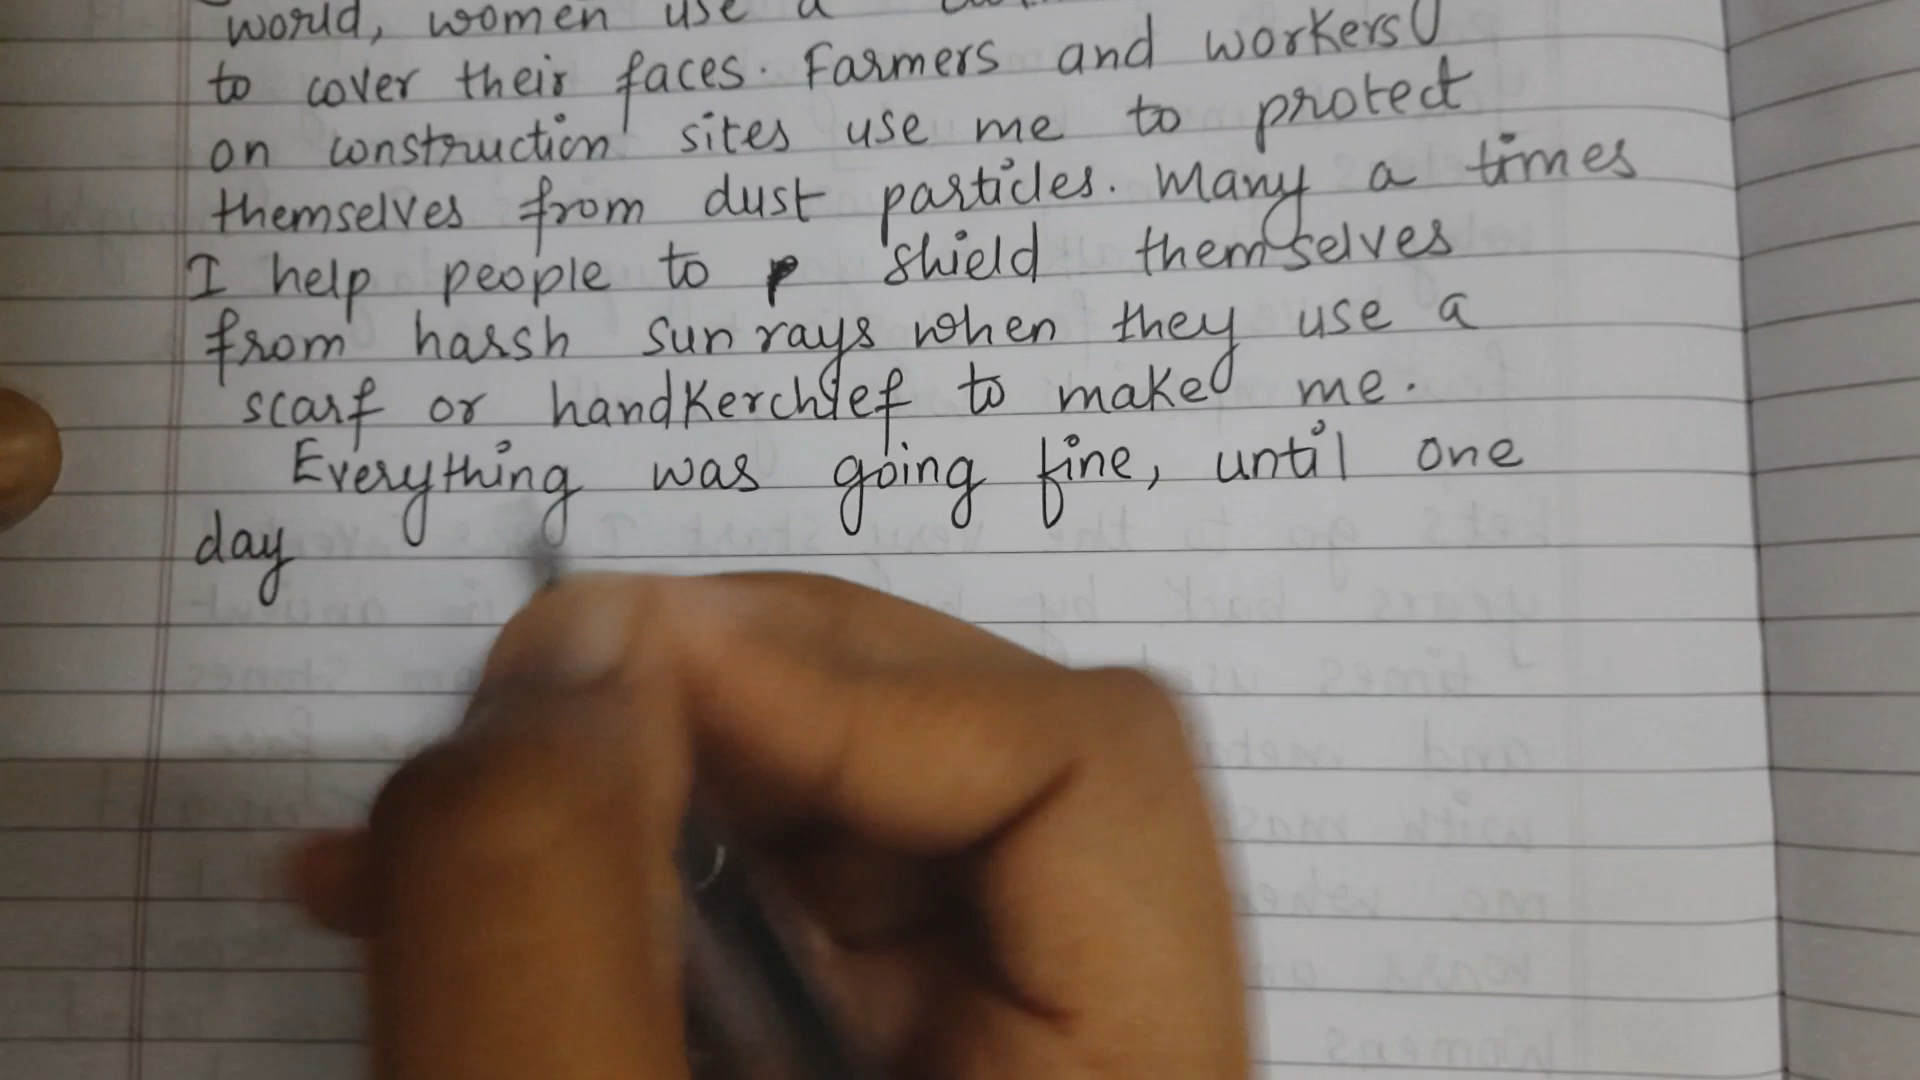 world, women use a
to cover their faces. Farmers and workers
on construction sites use me to protect
themselves from dust particles. Many a times
I help people to shield themselves
from harsh sun rays when they use a
scarf or handkerchief to make me.
Everything was going fine, until one
day